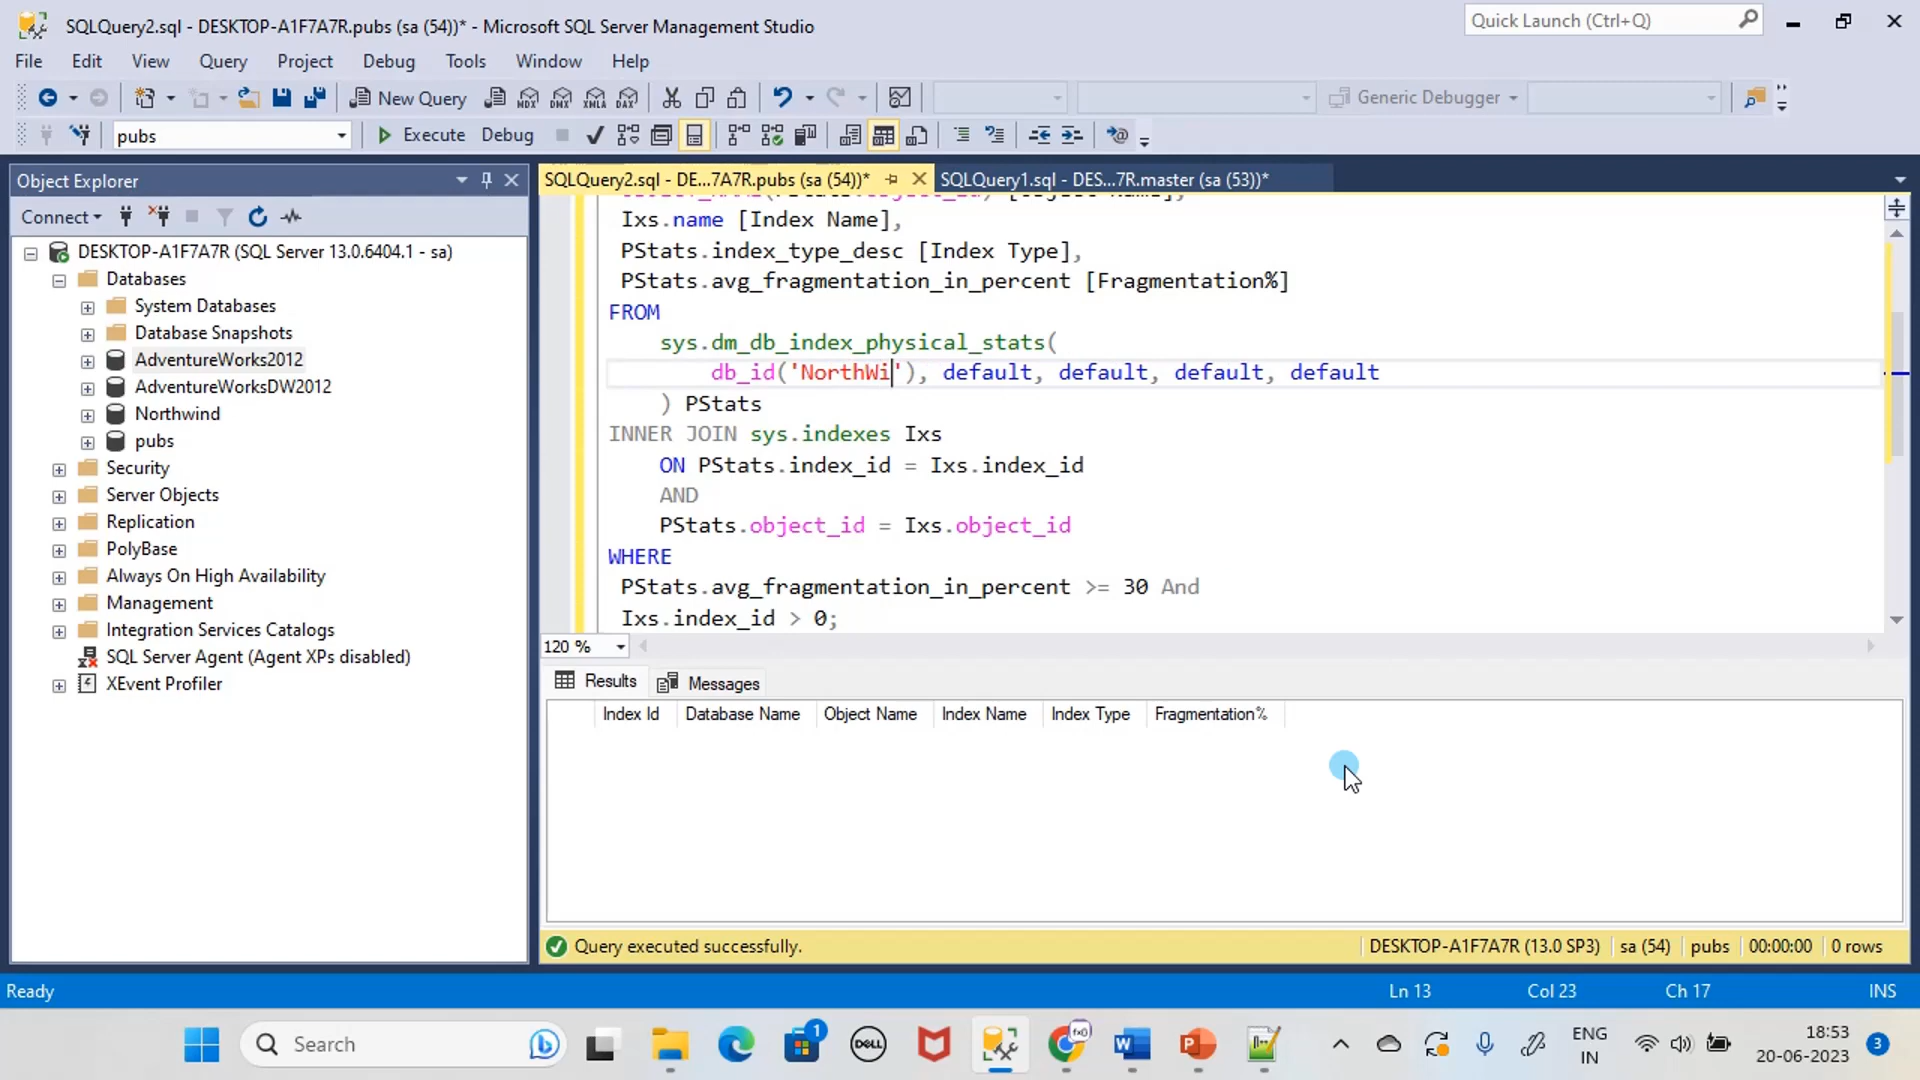 SQLQuery2.sql - DESKTOP-A1F7A7R.pubs (sa (54))* - Microsoft SQL Server Management Studio
Quick Launch (Ctrl+Q)
File Edit View Query Project Debug Tools Window Help
New Query
MDX DMX XMLA DAX
Generic Debugger
pubs
Execute Debug
Object Explorer
SQLQuery2.sql - DE...7A7R.pubs (sa (54))*
SQLQuery1.sql - DES...7R.master (sa (53))*
Connect
DESKTOP-A1F7A7R (SQL Server 13.0.6404.1 - sa)
Databases
System Databases
Database Snapshots
AdventureWorks2012
AdventureWorksDW2012
Northwind
pubs
Security
Server Objects
Replication
PolyBase
Always On High Availability
Management
Integration Services Catalogs
SQL Server Agent (Agent XPs disabled)
XEvent Profiler
Ixs.name [Index Name],
PStats.index_type_desc [Index Type],
PStats.avg_fragmentation_in_percent [Fragmentation%]
FROM
sys.dm_db_index_physical_stats(
db_id('NorthWi'), default, default, default, default
) PStats
INNER JOIN sys.indexes Ixs
ON PStats.index_id = Ixs.index_id
AND
PStats.object_id = Ixs.object_id
WHERE
PStats.avg_fragmentation_in_percent >= 30 And
Ixs.index_id > 0;
120 %
Results Messages
Index Id Database Name Object Name Index Name Index Type Fragmentation%
Query executed successfully.
DESKTOP-A1F7A7R (13.0 SP3) sa (54) pubs 00:00:00 0 rows
Ready
Ln 13 Col 23 Ch 17 INS
Search
1
DELL
fx0
ENG
IN
18:53
20-06-2023
3